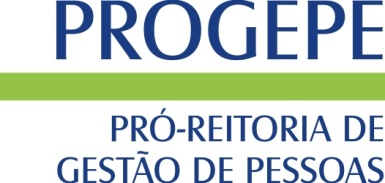 PROGEPE
PRÓ-REITORIA DE
GESTÃO DE PESSOAS